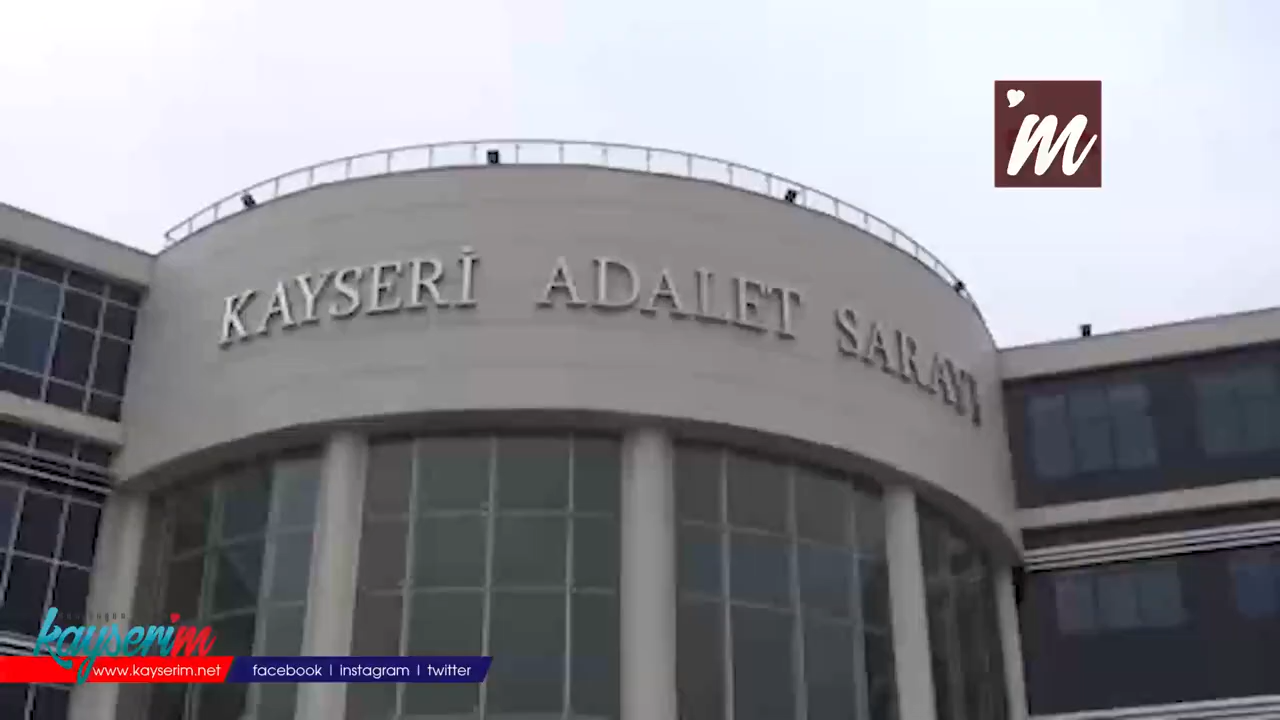 'm
KAYSERİ ADALET SARAYI
kayserim
www.kayserim.net
facebook | instagram | twitter